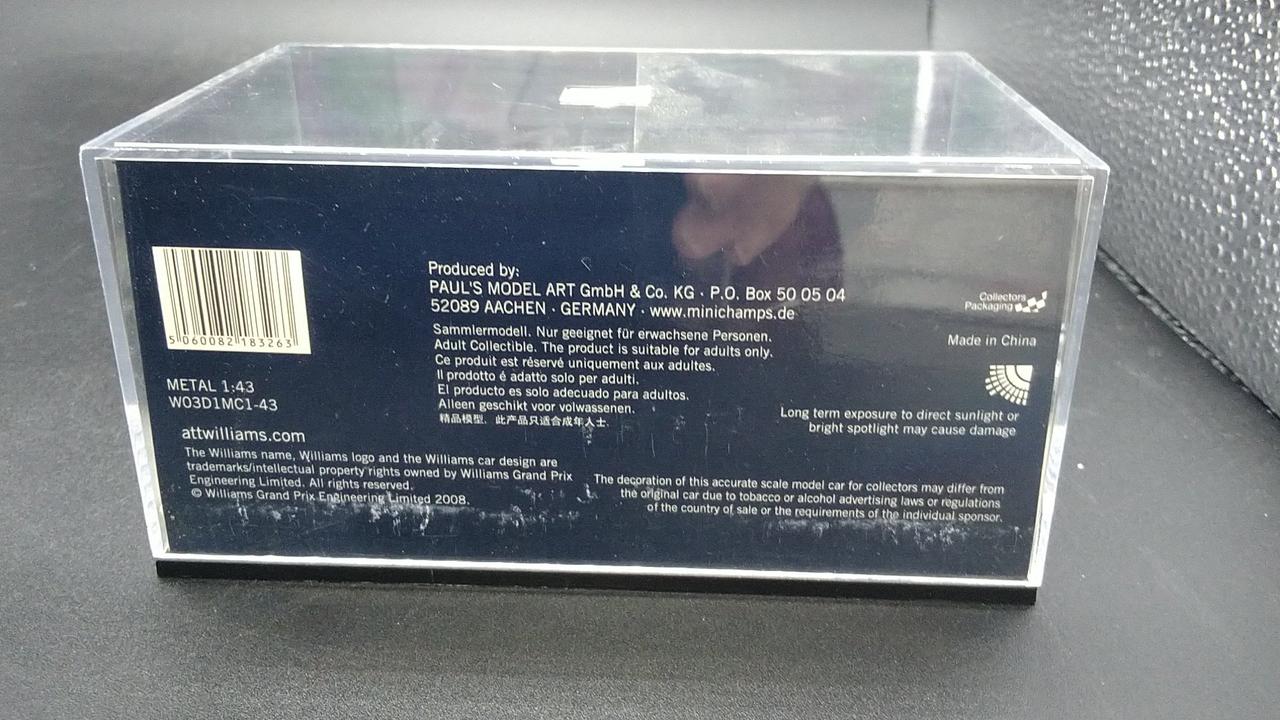 5 060082 183263
METAL 1:43
W03D1MC1-43
attwilliams.com
The Williams name, Williams logo and the Williams car design are
trademarks/intellectual property rights owned by Williams Grand Prix
Engineering Limited. All rights reserved.
© Williams Grand Prix Engineering Limited 2008.
Produced by:
PAUL'S MODEL ART GmbH & Co. KG · P.O. Box 50 05 04
52089 AACHEN · GERMANY · www.minichamps.de
Sammlermodell. Nur geeignet für erwachsene Personen.
Adult Collectible. The product is suitable for adults only.
Ce produit est réservé uniquement aux adultes.
Il prodotto é adatto solo per adulti.
El producto es solo adecuado para adultos.
Alleen geschikt voor volwassenen.
精品模型. 此产品只适合成年人士.
Collectors
Packaging
Made in China
Long term exposure to direct sunlight or
bright spotlight may cause damage
The decoration of this accurate scale model car for collectors may differ from
the original car due to tobacco or alcohol advertising laws or regulations
of the country of sale or the requirements of the individual sponsor.